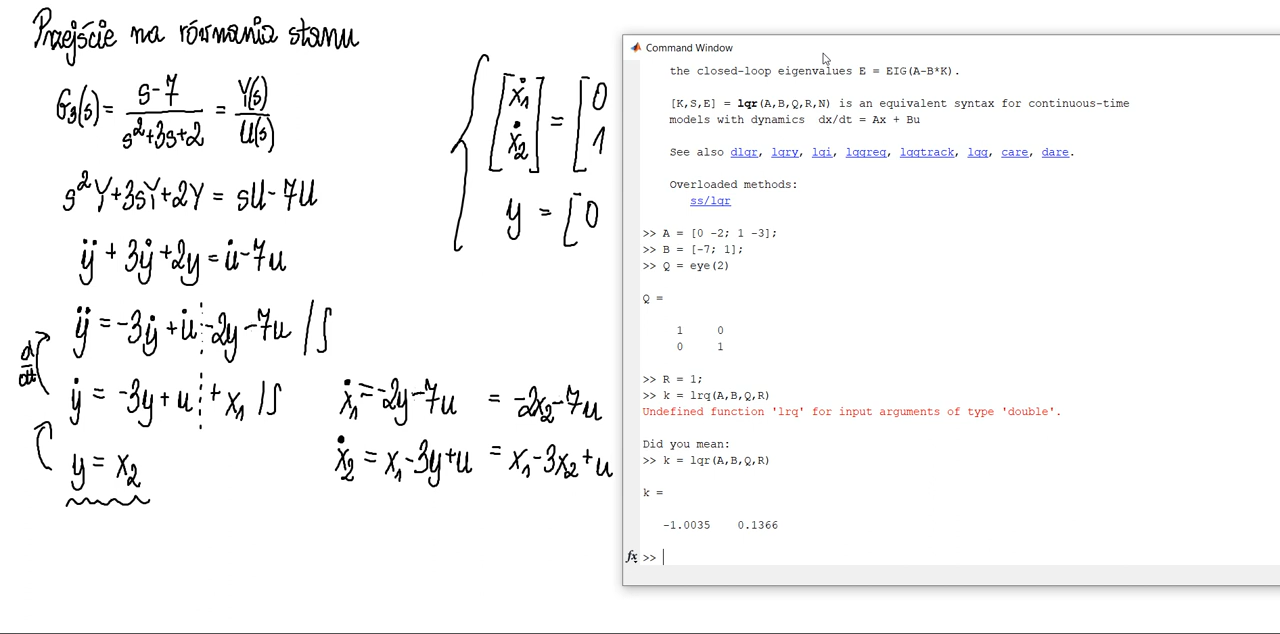 Przejście na równania stanu
G₃(s) = (s-7)/(s²+3s+2) = Y(s)/U(s)
s²Y+3sY+2Y = sU-7U
ÿ + 3ẏ + 2y = u̇ - 7u
ÿ = -3ẏ + u̇ ¦ -2y - 7u / ∫
d/dt
ẏ = -3y + u ¦ + x₁ / ∫
y = x₂
ẋ₁ = -2y - 7u = -2x₂ - 7u
ẋ₂ = x₁ - 3y + u = x₁ - 3x₂ + u
{ [ẋ₁ ẋ₂] = [0 1
y = [0
Command Window
the closed-loop eigenvalues E = EIG(A-B*K).
[K,S,E] = lqr(A,B,Q,R,N) is an equivalent syntax for continuous-time
models with dynamics dx/dt = Ax + Bu
See also dlqr, lqry, lqi, lqgreg, lqgtrack, lqg, care, dare.
Overloaded methods:
ss/lqr
>> A = [0 -2; 1 -3];
>> B = [-7; 1];
>> Q = eye(2)
Q =
1 0
0 1
>> R = 1;
>> k = lrq(A,B,Q,R)
Undefined function 'lrq' for input arguments of type 'double'.
Did you mean:
>> k = lqr(A,B,Q,R)
k =
-1.0035 0.1366
fx >>